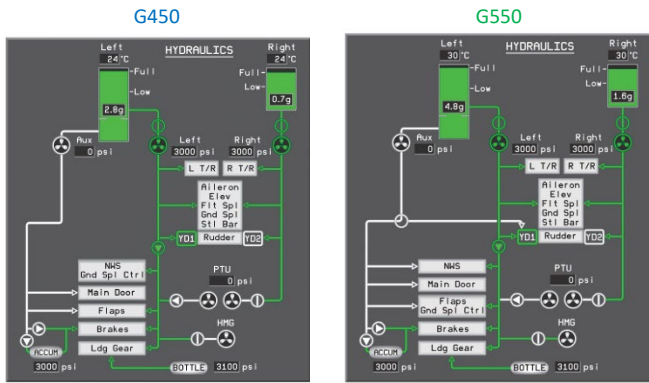 G450
Left
24 °C
HYDRAULICS
Right
24 °C
Full
Low
Full
Low
2.8g
0.7g
Aux
0 psi
Left
3000 psi
Right
3000 psi
L T/R
R T/R
Aileron
Elev
Flt Spl
Gnd Spl
Stl Bar
YD1
Rudder
YD2
NWS
Gnd Spl Ctrl
Main Door
Flaps
Brakes
Ldg Gear
PTU
0 psi
HMG
ACCUM
3000 psi
BOTTLE
3100 psi
G550
Left
30 °C
HYDRAULICS
Right
30 °C
Full
Low
Full
Low
4.8g
1.6g
Aux
0 psi
Left
3000 psi
Right
3000 psi
L T/R
R T/R
Aileron
Elev
Flt Spl
Gnd Spl
Stl Bar
YD1
Rudder
YD2
NWS
Main Door
Flaps
Gnd Spl Ctrl
Brakes
Ldg Gear
PTU
0 psi
HMG
ACCUM
3000 psi
BOTTLE
3100 psi